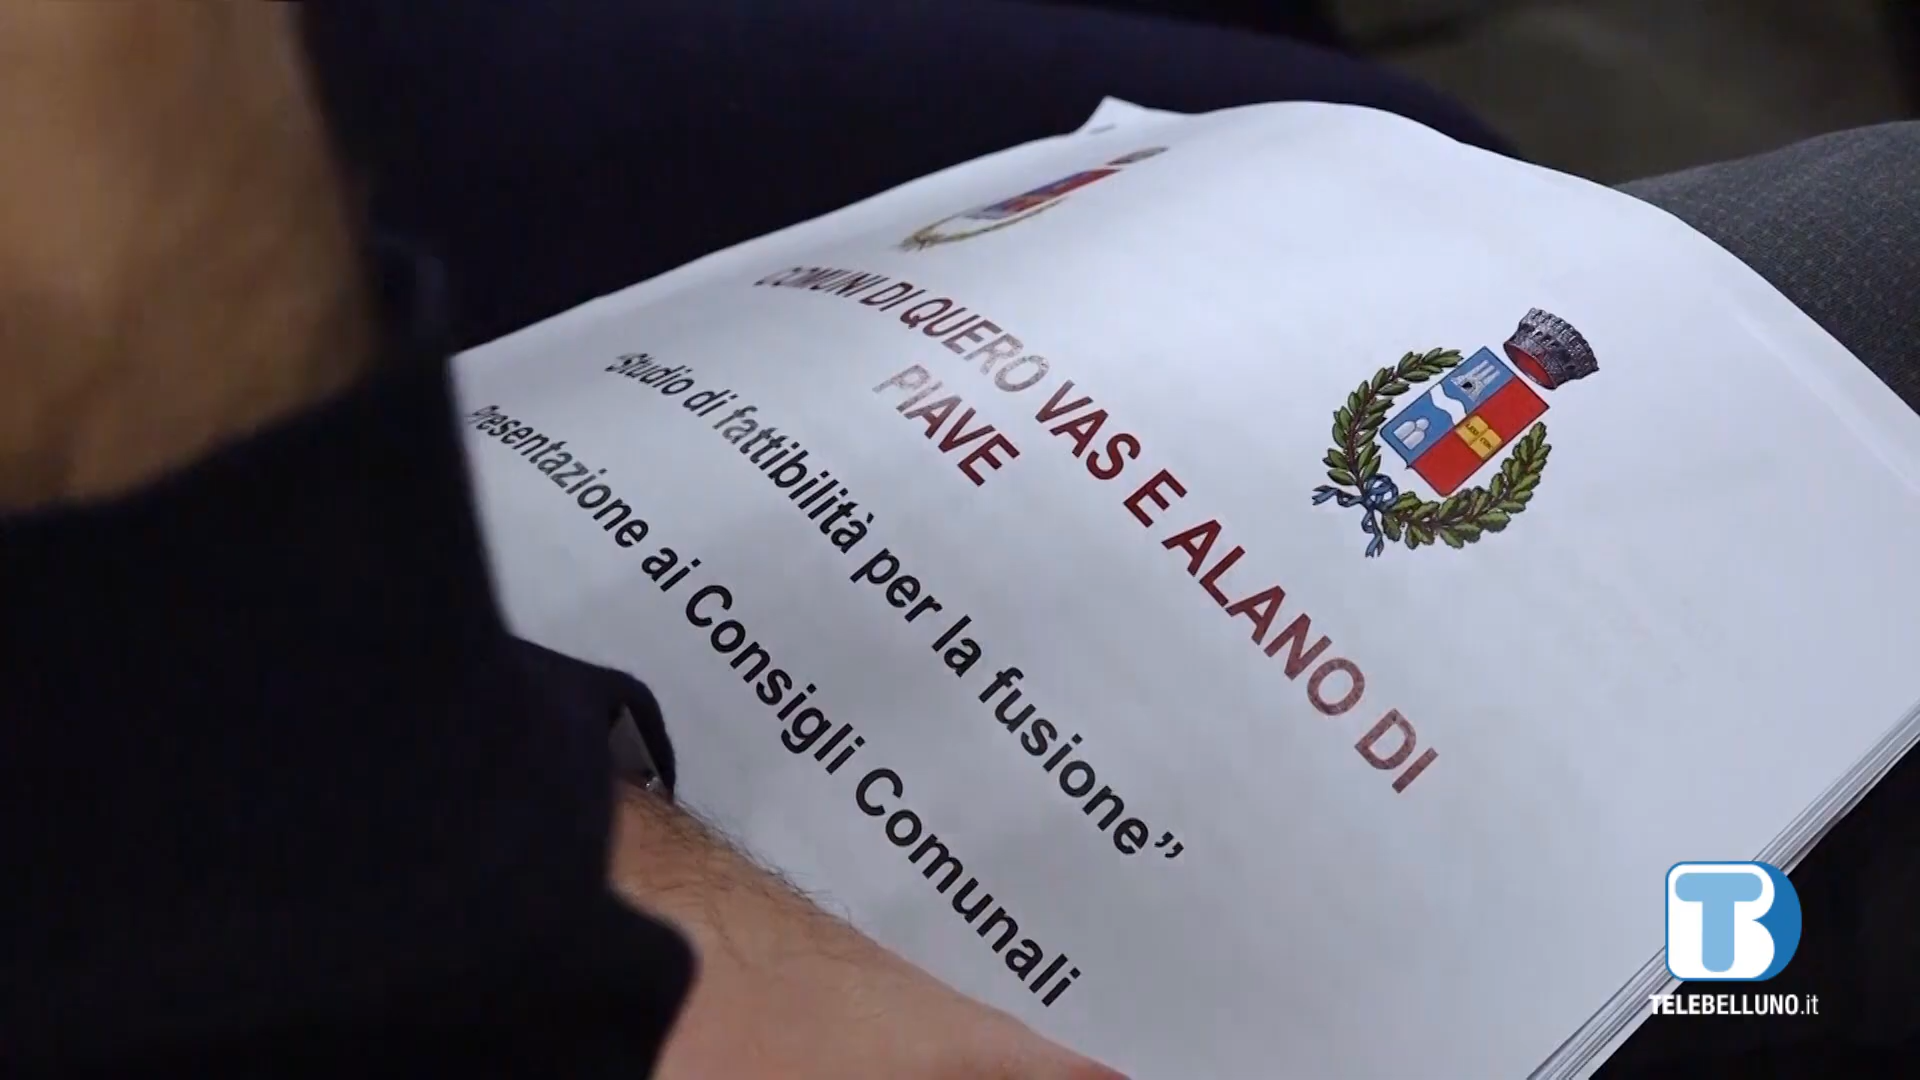 COMUNI DI QUERO VAS E ALANO DI
PIAVE
“Studio di fattibilità per la fusione”
Presentazione ai Consigli Comunali
TB
TELEBELLUNO.it